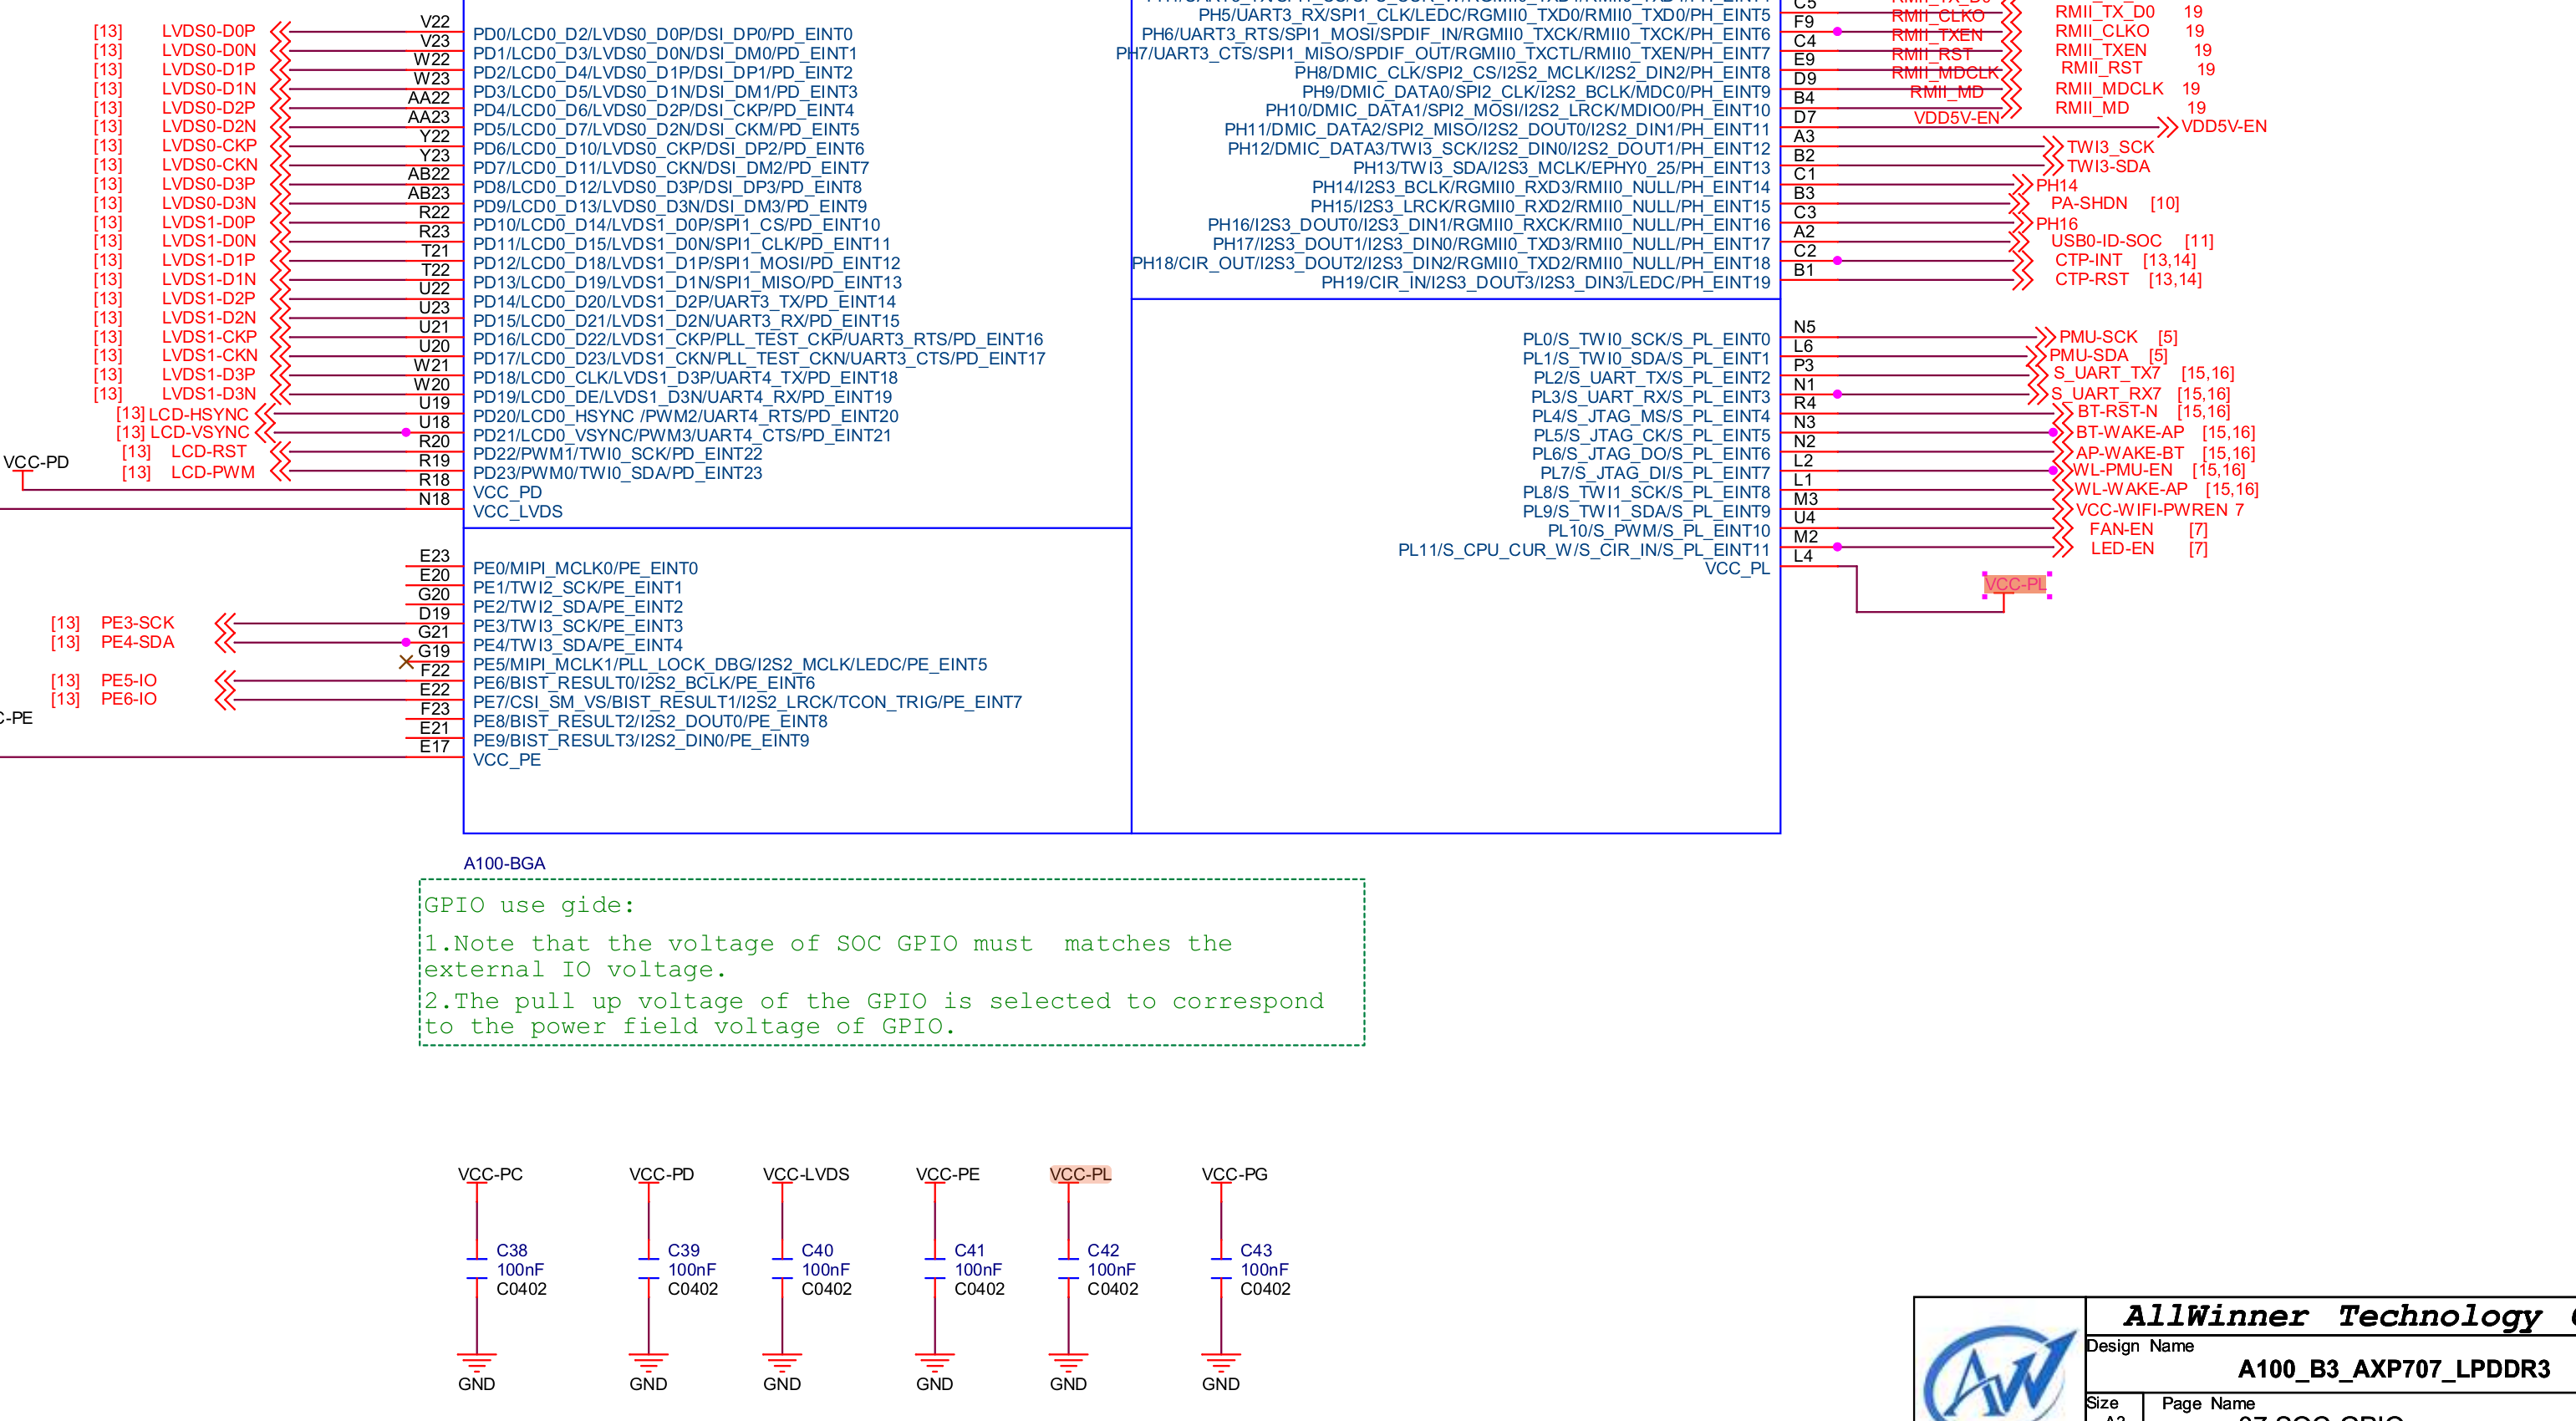 [13] LVDS0-D0P
[13] LVDS0-D0N
[13] LVDS0-D1P
[13] LVDS0-D1N
[13] LVDS0-D2P
[13] LVDS0-D2N
[13] LVDS0-CKP
[13] LVDS0-CKN
[13] LVDS0-D3P
[13] LVDS0-D3N
[13] LVDS1-D0P
[13] LVDS1-D0N
[13] LVDS1-D1P
[13] LVDS1-D1N
[13] LVDS1-D2P
[13] LVDS1-D2N
[13] LVDS1-CKP
[13] LVDS1-CKN
[13] LVDS1-D3P
[13] LVDS1-D3N
[13] LCD-HSYNC
[13] LCD-VSYNC
[13] LCD-RST
[13] LCD-PWM
VCC-PD
V22 PD0/LCD0_D2/LVDS0_D0P/DSI_DP0/PD_EINT0
V23 PD1/LCD0_D3/LVDS0_D0N/DSI_DM0/PD_EINT1
W22 PD2/LCD0_D4/LVDS0_D1P/DSI_DP1/PD_EINT2
W23 PD3/LCD0_D5/LVDS0_D1N/DSI_DM1/PD_EINT3
AA22 PD4/LCD0_D6/LVDS0_D2P/DSI_CKP/PD_EINT4
AA23 PD5/LCD0_D7/LVDS0_D2N/DSI_CKM/PD_EINT5
Y22 PD6/LCD0_D10/LVDS0_CKP/DSI_DP2/PD_EINT6
Y23 PD7/LCD0_D11/LVDS0_CKN/DSI_DM2/PD_EINT7
AB22 PD8/LCD0_D12/LVDS0_D3P/DSI_DP3/PD_EINT8
AB23 PD9/LCD0_D13/LVDS0_D3N/DSI_DM3/PD_EINT9
R22 PD10/LCD0_D14/LVDS1_D0P/SPI1_CS/PD_EINT10
R23 PD11/LCD0_D15/LVDS1_D0N/SPI1_CLK/PD_EINT11
T21 PD12/LCD0_D18/LVDS1_D1P/SPI1_MOSI/PD_EINT12
T22 PD13/LCD0_D19/LVDS1_D1N/SPI1_MISO/PD_EINT13
U22 PD14/LCD0_D20/LVDS1_D2P/UART3_TX/PD_EINT14
U23 PD15/LCD0_D21/LVDS1_D2N/UART3_RX/PD_EINT15
U21 PD16/LCD0_D22/LVDS1_CKP/PLL_TEST_CKP/UART3_RTS/PD_EINT16
U20 PD17/LCD0_D23/LVDS1_CKN/PLL_TEST_CKN/UART3_CTS/PD_EINT17
W21 PD18/LCD0_CLK/LVDS1_D3P/UART4_TX/PD_EINT18
W20 PD19/LCD0_DE/LVDS1_D3N/UART4_RX/PD_EINT19
U19 PD20/LCD0_HSYNC /PWM2/UART4_RTS/PD_EINT20
U18 PD21/LCD0_VSYNC/PWM3/UART4_CTS/PD_EINT21
R20 PD22/PWM1/TWI0_SCK/PD_EINT22
R19 PD23/PWM0/TWI0_SDA/PD_EINT23
R18 VCC_PD
N18 VCC_LVDS
E23 PE0/MIPI_MCLK0/PE_EINT0
E20 PE1/TWI2_SCK/PE_EINT1
G20 PE2/TWI2_SDA/PE_EINT2
[13] PE3-SCK D19 PE3/TWI3_SCK/PE_EINT3
[13] PE4-SDA G21 PE4/TWI3_SDA/PE_EINT4
G19 PE5/MIPI_MCLK1/PLL_LOCK_DBG/I2S2_MCLK/LEDC/PE_EINT5
[13] PE5-IO F22 PE6/BIST_RESULT0/I2S2_BCLK/PE_EINT6
[13] PE6-IO E22 PE7/CSI_SM_VS/BIST_RESULT1/I2S2_LRCK/TCON_TRIG/PE_EINT7
F23 PE8/BIST_RESULT2/I2S2_DOUT0/PE_EINT8
E21 PE9/BIST_RESULT3/I2S2_DIN0/PE_EINT9
C-PE
E17 VCC_PE
PH5/UART3_RX/SPI1_CLK/LEDC/RGMII0_TXD0/RMII0_TXD0/PH_EINT5 C5 RMII_TX_D0 19
PH6/UART3_RTS/SPI1_MOSI/SPDIF_IN/RGMII0_TXCK/RMII0_TXCK/PH_EINT6 F9 RMII_CLKO RMII_CLKO 19
PH7/UART3_CTS/SPI1_MISO/SPDIF_OUT/RGMII0_TXCTL/RMII0_TXEN/PH_EINT7 C4 RMII_TXEN RMII_TXEN 19
PH8/DMIC_CLK/SPI2_CS/I2S2_MCLK/I2S2_DIN2/PH_EINT8 E9 RMII_RST RMII_RST 19
PH9/DMIC_DATA0/SPI2_CLK/I2S2_BCLK/MDC0/PH_EINT9 D9 RMII_MDCLK RMII_MDCLK 19
PH10/DMIC_DATA1/SPI2_MOSI/I2S2_LRCK/MDIO0/PH_EINT10 B4 RMII_MD RMII_MD 19
PH11/DMIC_DATA2/SPI2_MISO/I2S2_DOUT0/I2S2_DIN1/PH_EINT11 D7 VDD5V-EN VDD5V-EN
PH12/DMIC_DATA3/TWI3_SCK/I2S2_DIN0/I2S2_DOUT1/PH_EINT12 A3 TWI3_SCK
PH13/TWI3_SDA/I2S3_MCLK/EPHY0_25/PH_EINT13 B2 TWI3-SDA
PH14/I2S3_BCLK/RGMII0_RXD3/RMII0_NULL/PH_EINT14 C1 PH14
PH15/I2S3_LRCK/RGMII0_RXD2/RMII0_NULL/PH_EINT15 B3 PA-SHDN [10]
PH16/I2S3_DOUT0/I2S3_DIN1/RGMII0_RXCK/RMII0_NULL/PH_EINT16 C3 PH16
PH17/I2S3_DOUT1/I2S3_DIN0/RGMII0_TXD3/RMII0_NULL/PH_EINT17 A2 USB0-ID-SOC [11]
PH18/CIR_OUT/I2S3_DOUT2/I2S3_DIN2/RGMII0_TXD2/RMII0_NULL/PH_EINT18 C2 CTP-INT [13,14]
PH19/CIR_IN/I2S3_DOUT3/I2S3_DIN3/LEDC/PH_EINT19 B1 CTP-RST [13,14]
PL0/S_TWI0_SCK/S_PL_EINT0 N5 PMU-SCK [5]
PL1/S_TWI0_SDA/S_PL_EINT1 L6 PMU-SDA [5]
PL2/S_UART_TX/S_PL_EINT2 P3 S_UART_TX7 [15,16]
PL3/S_UART_RX/S_PL_EINT3 N1 S_UART_RX7 [15,16]
PL4/S_JTAG_MS/S_PL_EINT4 R4 BT-RST-N [15,16]
PL5/S_JTAG_CK/S_PL_EINT5 N3 BT-WAKE-AP [15,16]
PL6/S_JTAG_DO/S_PL_EINT6 N2 AP-WAKE-BT [15,16]
PL7/S_JTAG_DI/S_PL_EINT7 L2 WL-PMU-EN [15,16]
PL8/S_TWI1_SCK/S_PL_EINT8 L1 WL-WAKE-AP [15,16]
PL9/S_TWI1_SDA/S_PL_EINT9 M3 VCC-WIFI-PWREN 7
PL10/S_PWM/S_PL_EINT10 U4 FAN-EN [7]
PL11/S_CPU_CUR_W/S_CIR_IN/S_PL_EINT11 M2 LED-EN [7]
VCC_PL L4 VCC-PL
A100-BGA
GPIO use gide:
1.Note that the voltage of SOC GPIO must matches the
external IO voltage.
2.The pull up voltage of the GPIO is selected to correspond
to the power field voltage of GPIO.
VCC-PC VCC-PD VCC-LVDS VCC-PE VCC-PL VCC-PG
C38 C39 C40 C41 C42 C43
100nF 100nF 100nF 100nF 100nF 100nF
C0402 C0402 C0402 C0402 C0402 C0402
GND GND GND GND GND GND
AllWinner Technology
Design Name
A100_B3_AXP707_LPDDR3
Size Page Name